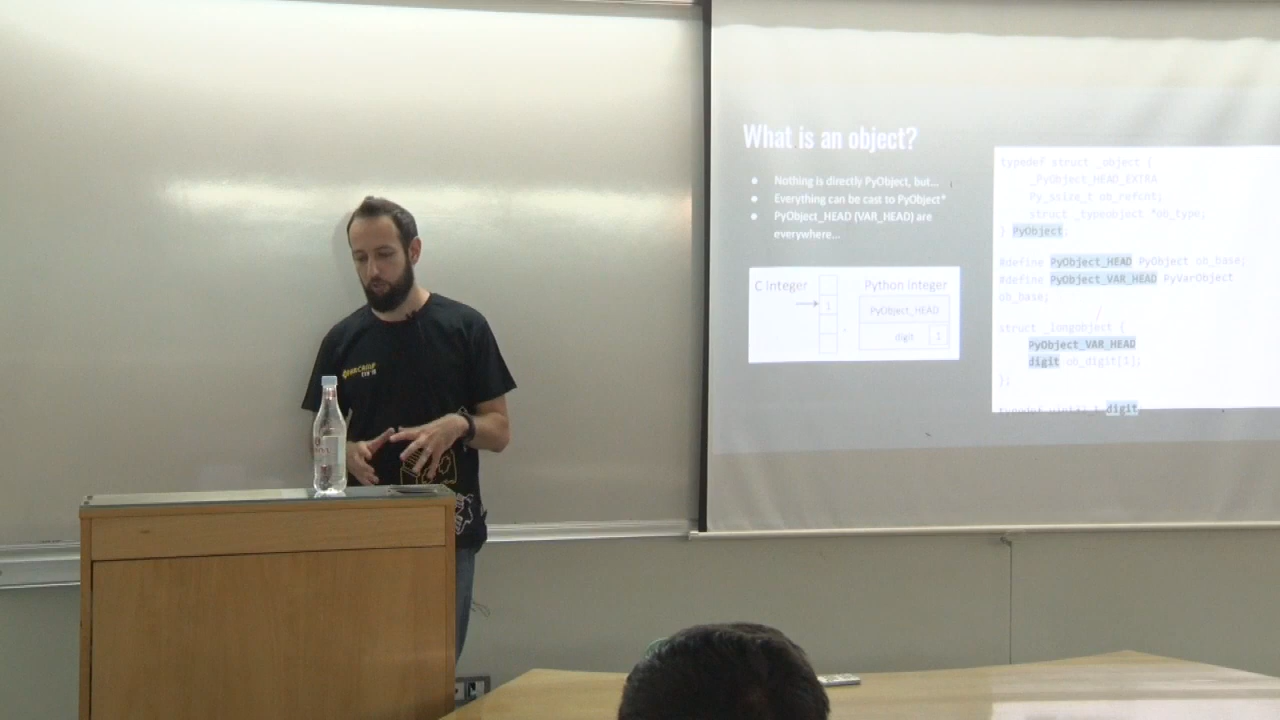 What is an object?
Nothing is directly PyObject, but...
Everything can be cast to PyObject*
PyObject_HEAD (VAR_HEAD) are
everywhere...
C Integer
1
Python Integer
PyObject_HEAD
digit 1
typedef struct _object {
_PyObject_HEAD_EXTRA
Py_ssize_t ob_refcnt;
struct _typeobject *ob_type;
} PyObject;
#define PyObject_HEAD PyObject ob_base;
#define PyObject_VAR_HEAD PyVarObject
ob_base;
struct _longobject {
PyObject_VAR_HEAD
digit ob_digit[1];
};
typedef digit